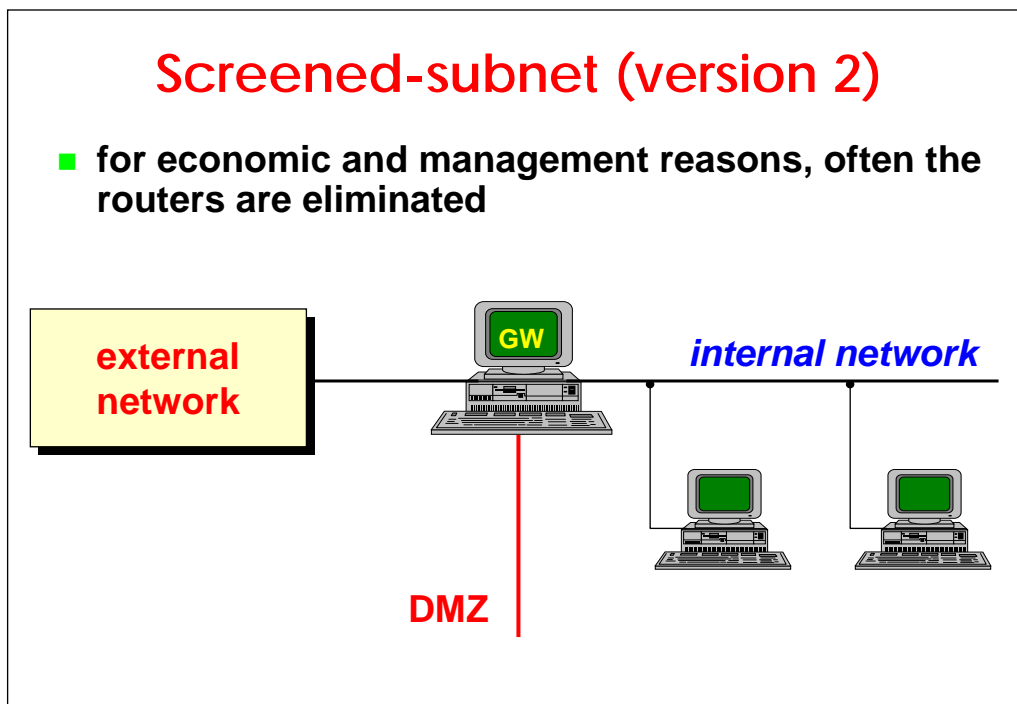 Screened-subnet (version 2)
for economic and management reasons, often the
routers are eliminated
external
network
GW
internal network
DMZ